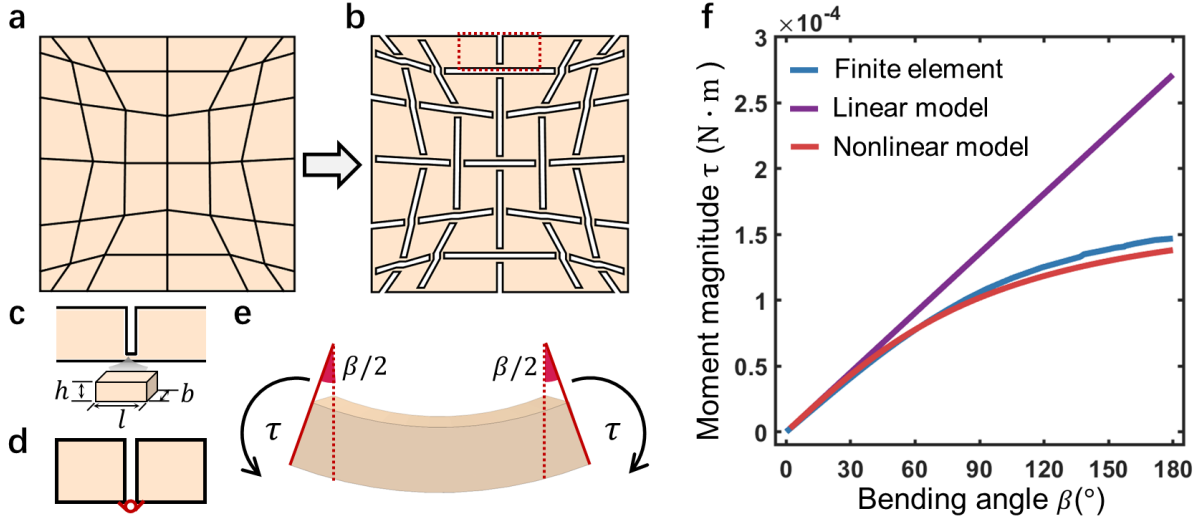 a
b
c
h
l
b
d
e
β/2
β/2
τ
τ
f
×10⁻⁴
3
2.5
2
1.5
1
0.5
0
Finite element
Linear model
Nonlinear model
Moment magnitude τ (N · m)
0 30 60 90 120 150 180
Bending angle β(°)